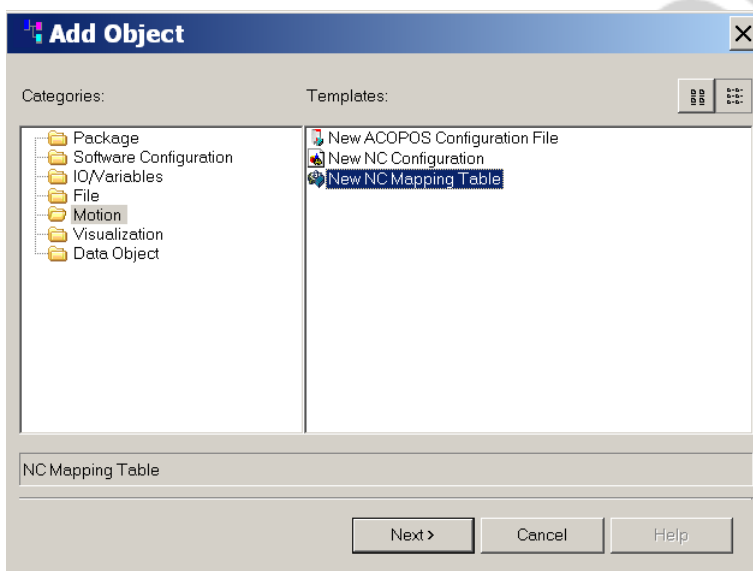 Add Object
Categories:
Templates:
Package
Software Configuration
IO/Variables
File
Motion
Visualization
Data Object
New ACOPOS Configuration File
New NC Configuration
New NC Mapping Table
NC Mapping Table
Next >
Cancel
Help